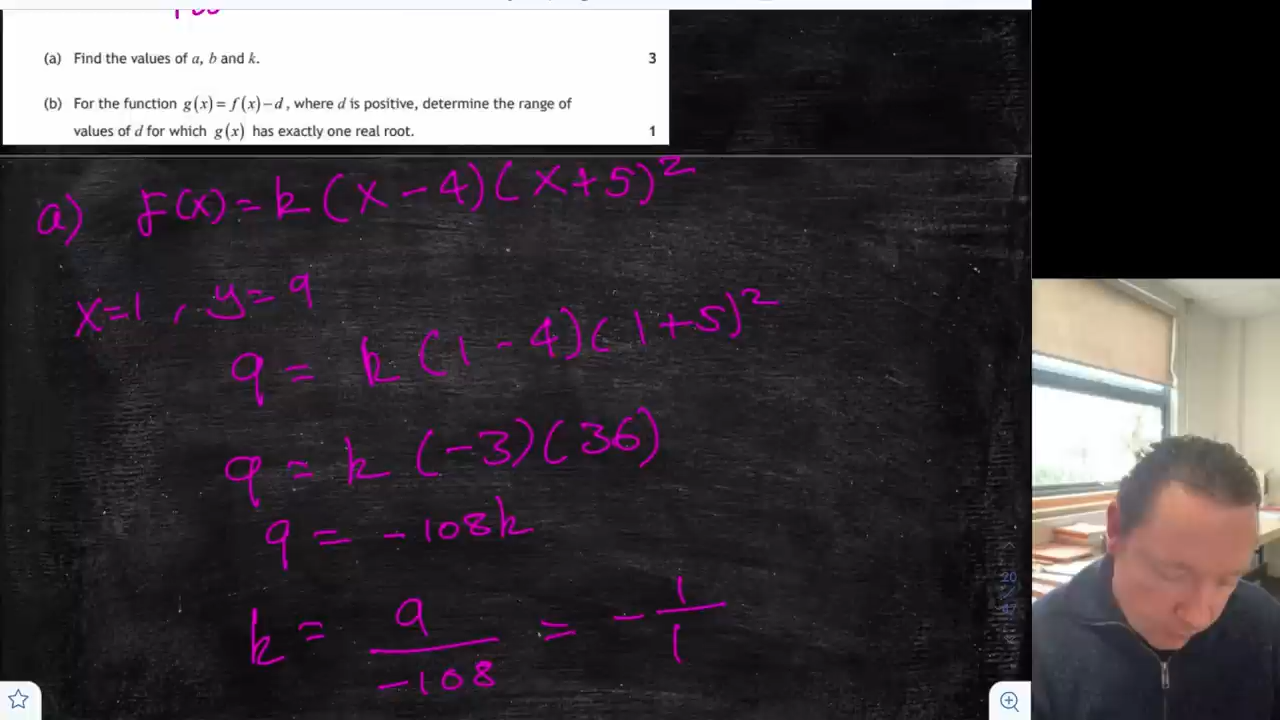 (a) Find the values of a, b and k. 3
(b) For the function g(x) = f(x) − d, where d is positive, determine the range of
values of d for which g(x) has exactly one real root. 1
a) f(x) = k(x − 4)(x + 5)²
x = 1, y = 9
9 = k(1 − 4)(1 + 5)²
9 = k(−3)(36)
9 = −108k
k = 9/−108 = −1/1
20/47